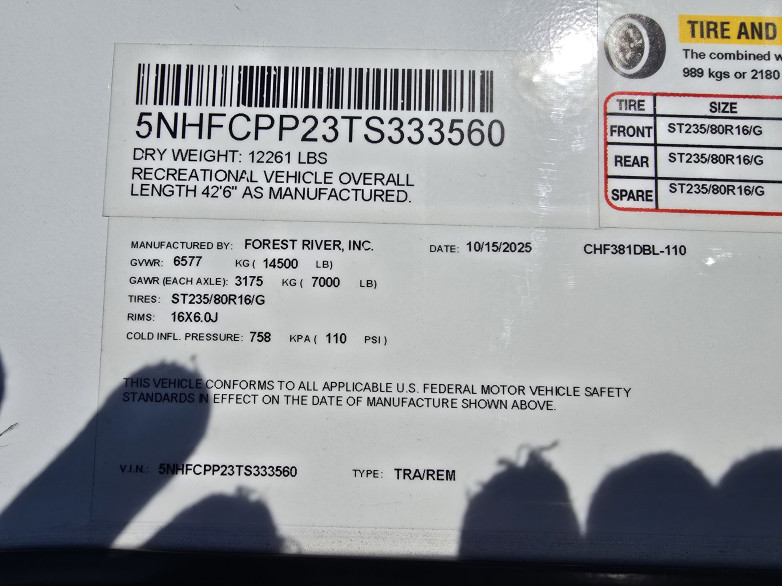 TIRE AND
The combined w
989 kgs or 2180
TIRE SIZE
FRONT ST235/80R16/G
REAR ST235/80R16/G
SPARE ST235/80R16/G
5NHFCPP23TS333560
DRY WEIGHT: 12261 LBS
RECREATIONAL VEHICLE OVERALL
LENGTH 42'6" AS MANUFACTURED.
MANUFACTURED BY: FOREST RIVER, INC. DATE: 10/15/2025 CHF381DBL-110
GVWR: 6577 KG ( 14500 LB)
GAWR (EACH AXLE): 3175 KG ( 7000 LB)
TIRES: ST235/80R16/G
RIMS: 16X6.0J
COLD INFL. PRESSURE: 758 KPA ( 110 PSI )
THIS VEHICLE CONFORMS TO ALL APPLICABLE U.S. FEDERAL MOTOR VEHICLE SAFETY
STANDARDS IN EFFECT ON THE DATE OF MANUFACTURE SHOWN ABOVE.
V.I.N.: 5NHFCPP23TS333560 TYPE: TRA/REM